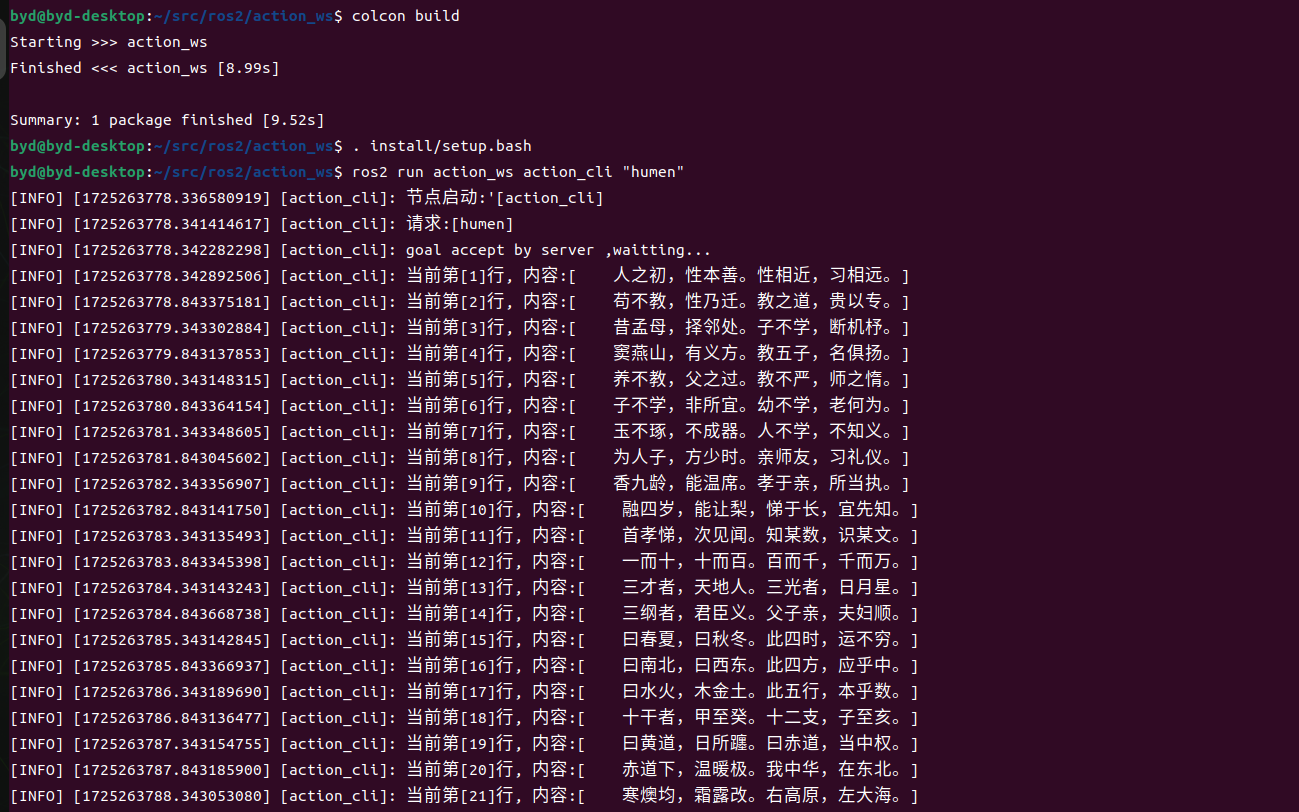 byd@byd-desktop:~/src/ros2/action_ws$ colcon build
Starting >>> action_ws
Finished <<< action_ws [8.99s]
Summary: 1 package finished [9.52s]
byd@byd-desktop:~/src/ros2/action_ws$ . install/setup.bash
byd@byd-desktop:~/src/ros2/action_ws$ ros2 run action_ws action_cli "humen"
[INFO] [1725263778.336580919] [action_cli]: 节点启动:'[action_cli]
[INFO] [1725263778.341414617] [action_cli]: 请求:[humen]
[INFO] [1725263778.342282298] [action_cli]: goal accept by server ,waitting...
[INFO] [1725263778.342892506] [action_cli]: 当前第[1]行, 内容:[    人之初，性本善。性相近，习相远。]
[INFO] [1725263778.843375181] [action_cli]: 当前第[2]行, 内容:[    苟不教，性乃迁。教之道，贵以专。]
[INFO] [1725263779.343302884] [action_cli]: 当前第[3]行, 内容:[    昔孟母，择邻处。子不学，断机杼。]
[INFO] [1725263779.843137853] [action_cli]: 当前第[4]行, 内容:[    窦燕山，有义方。教五子，名俱扬。]
[INFO] [1725263780.343148315] [action_cli]: 当前第[5]行, 内容:[    养不教，父之过。教不严，师之惰。]
[INFO] [1725263780.843364154] [action_cli]: 当前第[6]行, 内容:[    子不学，非所宜。幼不学，老何为。]
[INFO] [1725263781.343348605] [action_cli]: 当前第[7]行, 内容:[    玉不琢，不成器。人不学，不知义。]
[INFO] [1725263781.843045602] [action_cli]: 当前第[8]行, 内容:[    为人子，方少时。亲师友，习礼仪。]
[INFO] [1725263782.343356907] [action_cli]: 当前第[9]行, 内容:[    香九龄，能温席。孝于亲，所当执。]
[INFO] [1725263782.843141750] [action_cli]: 当前第[10]行, 内容:[    融四岁，能让梨，悌于长，宜先知。]
[INFO] [1725263783.343135493] [action_cli]: 当前第[11]行, 内容:[    首孝悌，次见闻。知某数，识某文。]
[INFO] [1725263783.843345398] [action_cli]: 当前第[12]行, 内容:[    一而十，十而百。百而千，千而万。]
[INFO] [1725263784.343143243] [action_cli]: 当前第[13]行, 内容:[    三才者，天地人。三光者，日月星。]
[INFO] [1725263784.843668738] [action_cli]: 当前第[14]行, 内容:[    三纲者，君臣义。父子亲，夫妇顺。]
[INFO] [1725263785.343142845] [action_cli]: 当前第[15]行, 内容:[    曰春夏，曰秋冬。此四时，运不穷。]
[INFO] [1725263785.843366937] [action_cli]: 当前第[16]行, 内容:[    曰南北，曰西东。此四方，应乎中。]
[INFO] [1725263786.343189690] [action_cli]: 当前第[17]行, 内容:[    曰水火，木金土。此五行，本乎数。]
[INFO] [1725263786.843136477] [action_cli]: 当前第[18]行, 内容:[    十干者，甲至癸。十二支，子至亥。]
[INFO] [1725263787.343154755] [action_cli]: 当前第[19]行, 内容:[    曰黄道，日所躔。曰赤道，当中权。]
[INFO] [1725263787.843185900] [action_cli]: 当前第[20]行, 内容:[    赤道下，温暖极。我中华，在东北。]
[INFO] [1725263788.343053080] [action_cli]: 当前第[21]行, 内容:[    寒燠均，霜露改。右高原，左大海。]